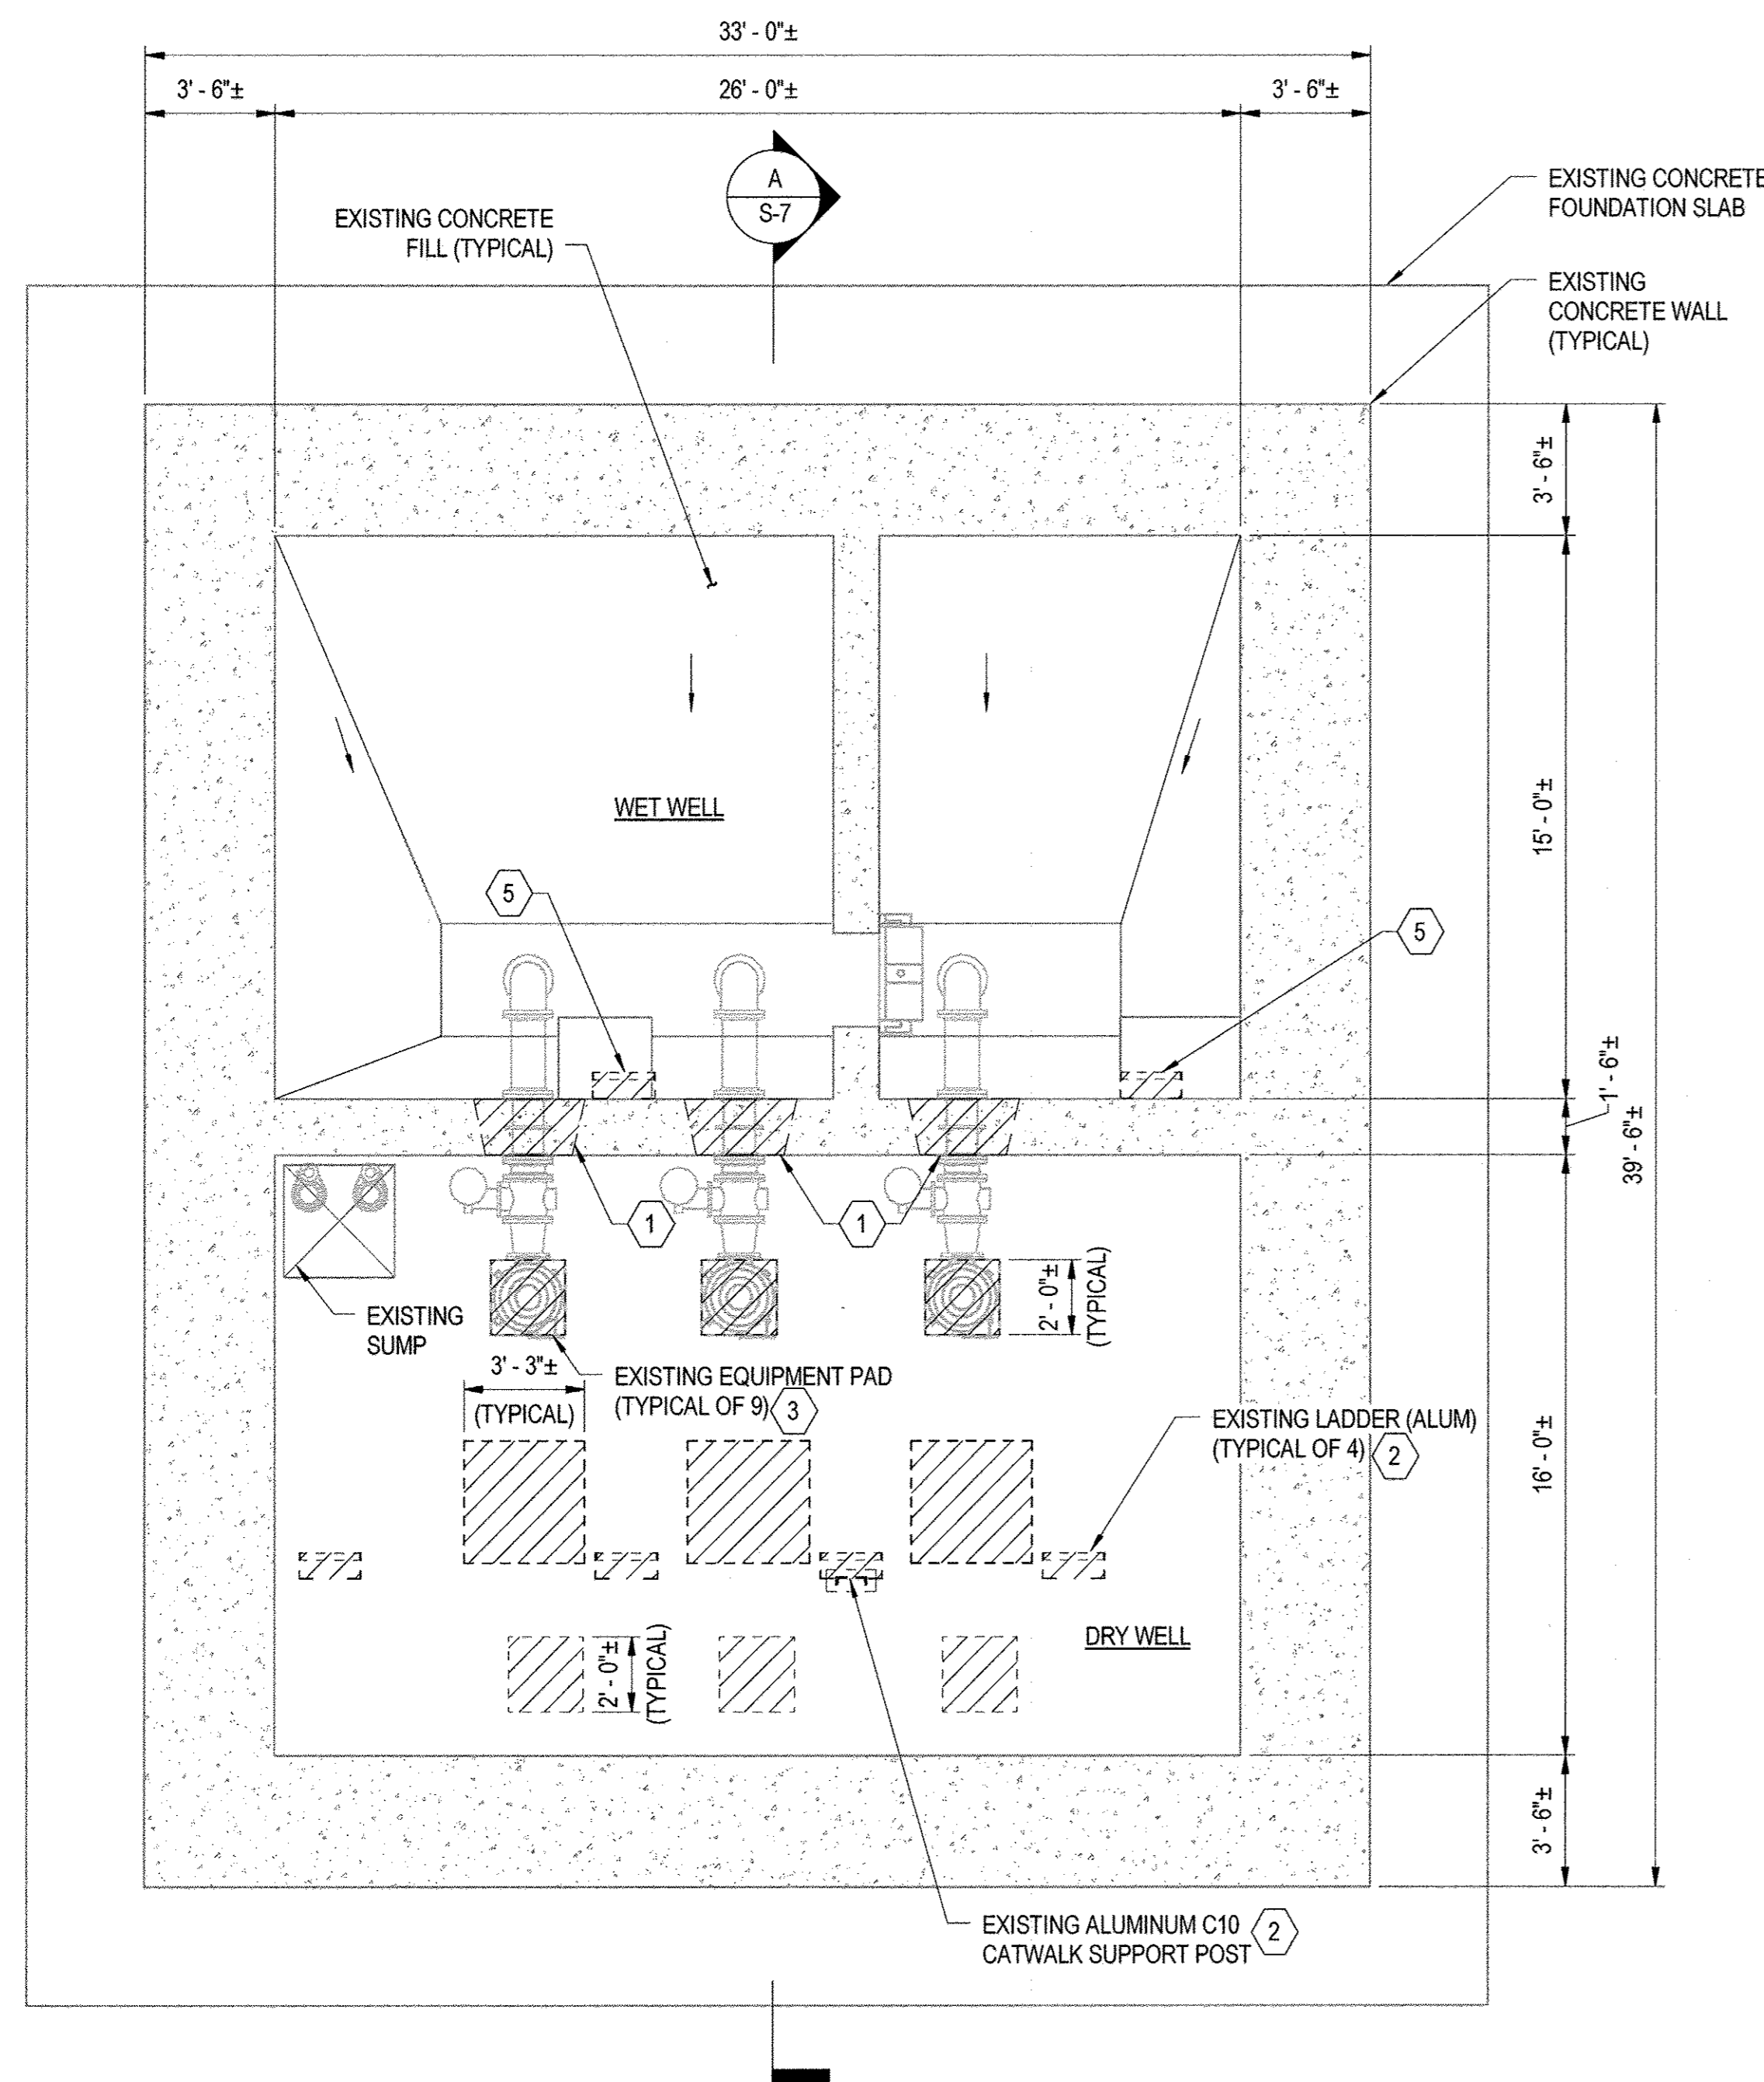 33' - 0"±
3' - 6"±
26' - 0"±
3' - 6"±
A
S-7
EXISTING CONCRETE
FOUNDATION SLAB
EXISTING CONCRETE
FILL (TYPICAL)
EXISTING
CONCRETE WALL
(TYPICAL)
3' - 6"±
15' - 0"±
WET WELL
5
5
1' - 6"±
39' - 6"±
1
1
2' - 0"±
(TYPICAL)
EXISTING
SUMP
3' - 3"±
(TYPICAL)
EXISTING EQUIPMENT PAD
(TYPICAL OF 9) 3
EXISTING LADDER (ALUM)
(TYPICAL OF 4) 2
16' - 0"±
2' - 0"±
(TYPICAL)
DRY WELL
3' - 6"±
EXISTING ALUMINUM C10
CATWALK SUPPORT POST 2